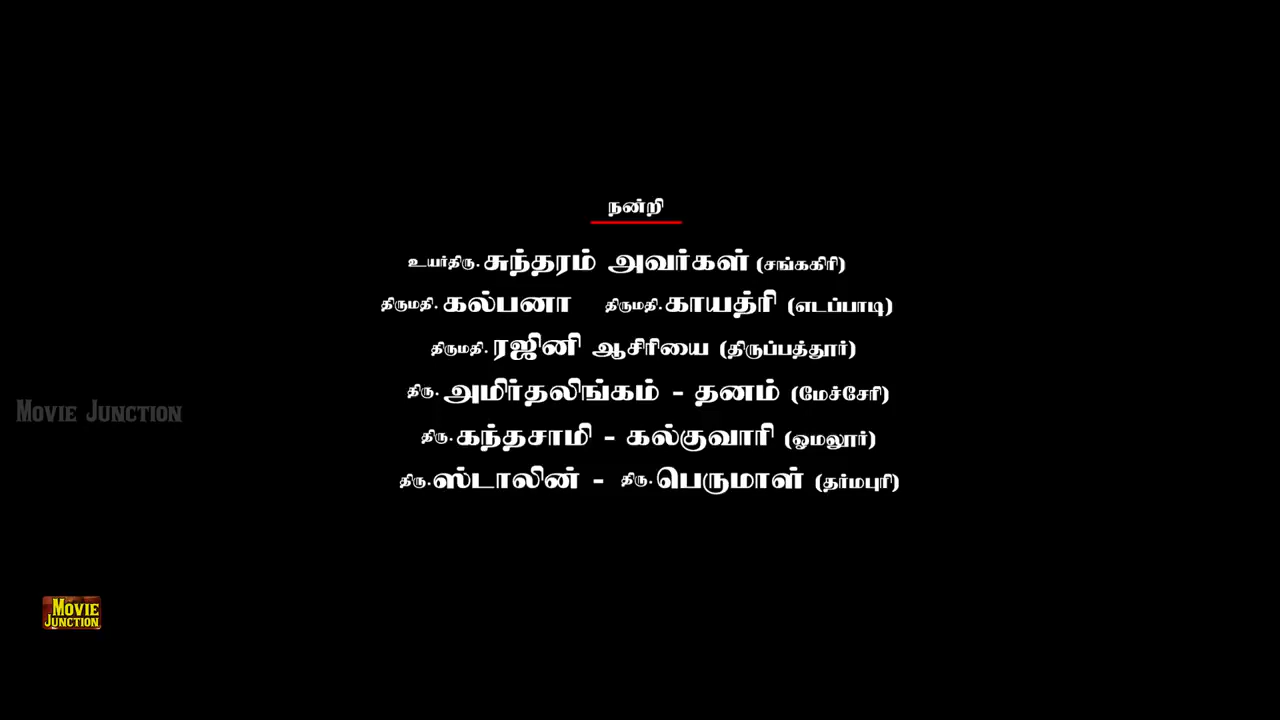 நன்றி
உயர்திரு. சுந்தரம் அவர்கள் (சங்ககிரி)
திருமதி. கல்பனா திருமதி. காயத்ரி (எடப்பாடி)
திருமதி. ரஜினி ஆசிரியை (திருப்பத்தூர்)
திரு. அமிர்தலிங்கம் - தனம் (மேச்சேரி)
MOVIE JUNCTION
திரு. கந்தசாமி - கல்குவாரி (ஓமலூர்)
திரு. ஸ்டாலின் - திரு. பெருமாள் (தர்மபுரி)
MOVIE
JUNCTION